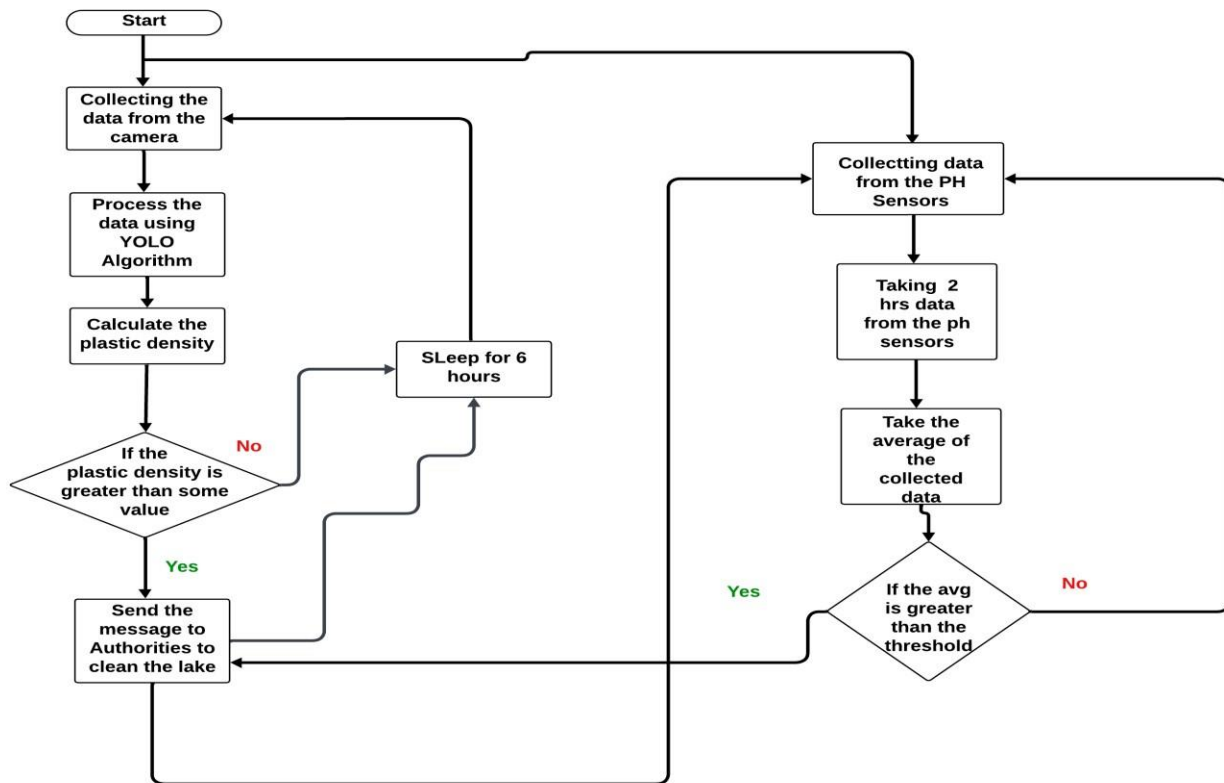 Start
Collecting the
data from the
camera
Process the
data using
YOLO
Algorithm
Calculate the
plastic density
SLeep for 6
hours
No
If the
plastic density is
greater than some
value
Yes
Send the
message to
Authorities to
clean the lake
Collectting data
from the PH
Sensors
Taking 2
hrs data
from the ph
sensors
Take the
average of
the
collected
data
Yes
No
If the avg
is greater
than the
threshold